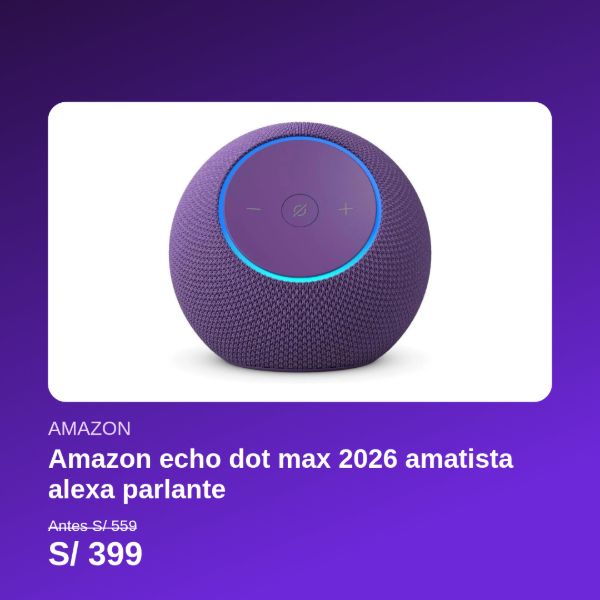 AMAZON
Amazon echo dot max 2026 amatista
alexa parlante
Antes S/ 559
S/ 399